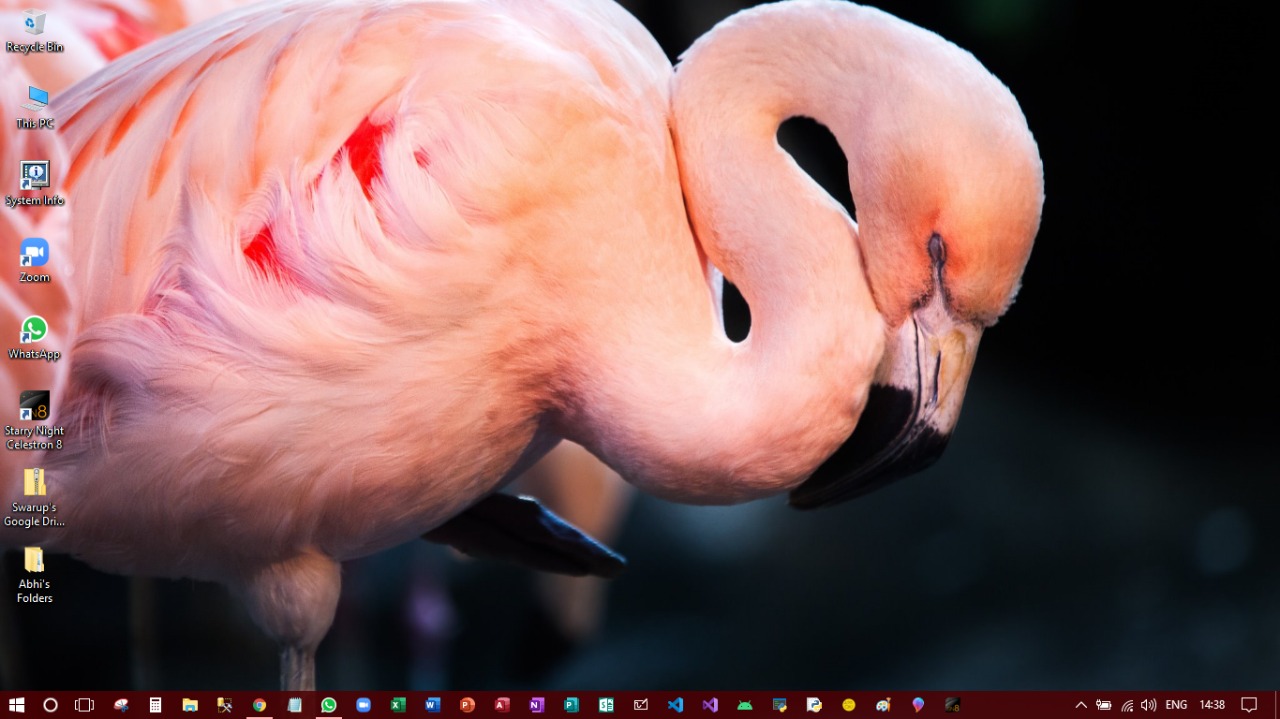 Recycle Bin
This PC
System Info
Zoom
WhatsApp
Starry Night
Celestron 8
Swarup's
Google Dri...
Abhi's
Folders
ENG
14:38